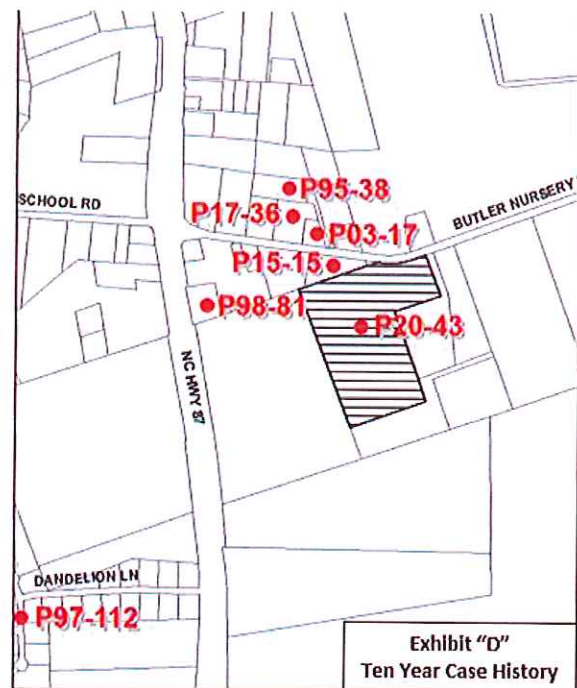 P95-38
SCHOOL RD
P17-36
BUTLER NURSERY
P03-17
P15-15
P98-81
P20-43
NC HWY 87
DANDELION LN
P97-112
Exhibit "D"
Ten Year Case History